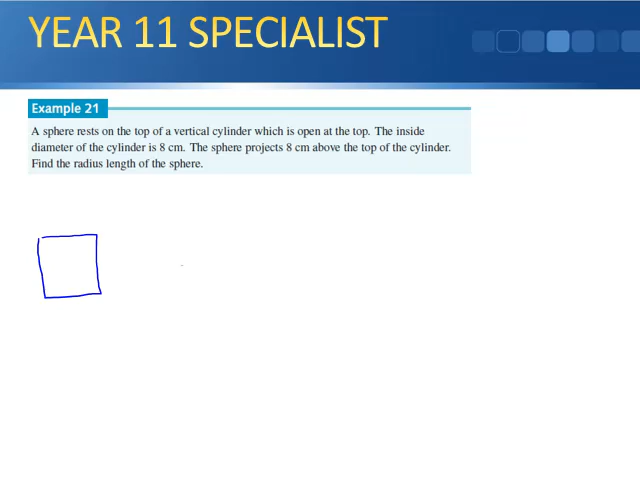 YEAR 11 SPECIALIST
Example 21
A sphere rests on the top of a vertical cylinder which is open at the top. The inside
diameter of the cylinder is 8 cm. The sphere projects 8 cm above the top of the cylinder.
Find the radius length of the sphere.